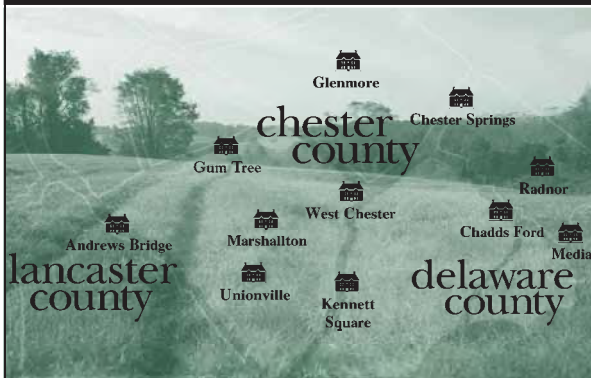 Glenmore
Chester Springs
chester
county
Gum Tree
Radnor
West Chester
Chadds Ford
Andrews Bridge
Marshallton
Media
lancaster
county
delaware
county
Unionville
Kennett
Square